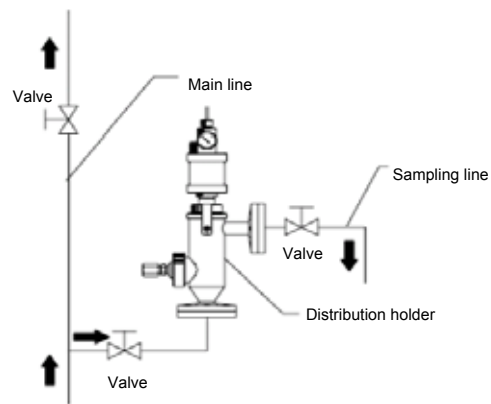 Main line
Valve
Sampling line
Valve
Distribution holder
Valve